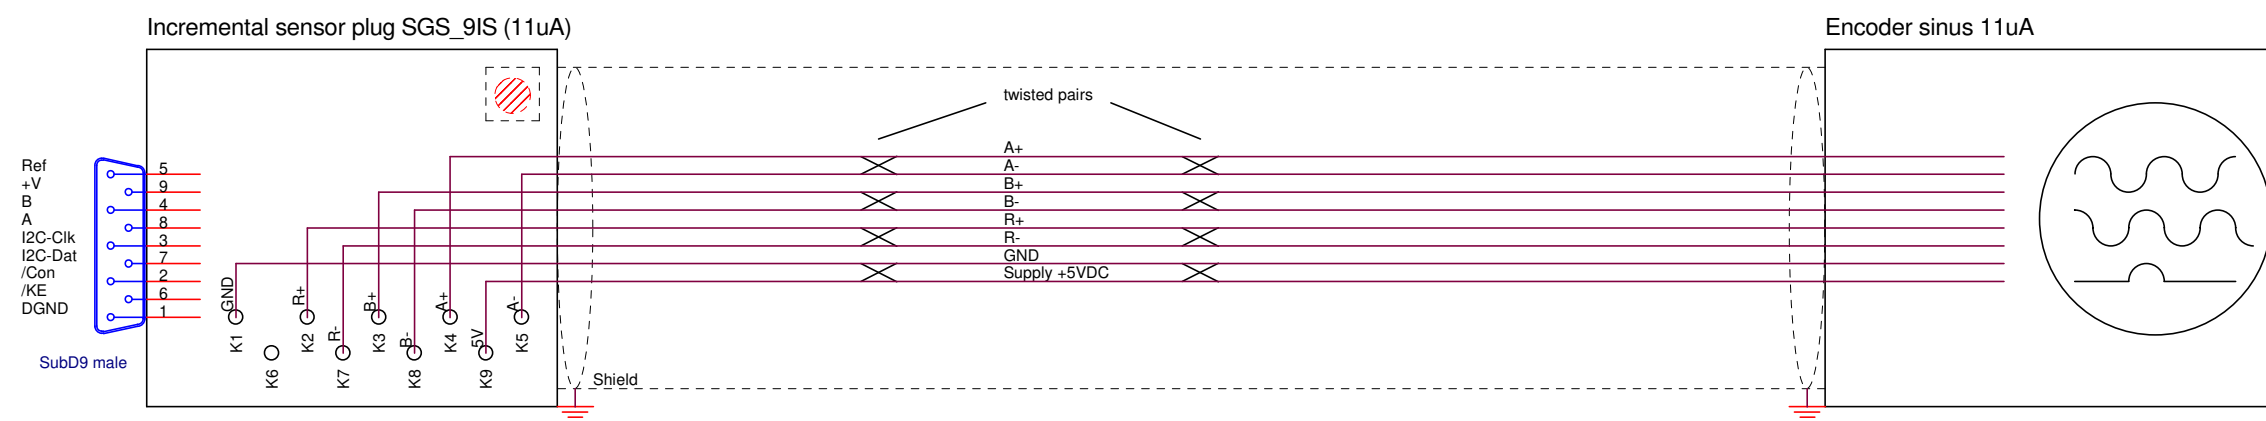 Incremental sensor plug SGS_9IS (11uA)
Encoder sinus 11uA
twisted pairs
A+
A-
B+
B-
R+
R-
GND
Supply +5VDC
Ref 5
+V 9
B 4
A 8
I2C-Clk 3
I2C-Dat 7
/Con 2
/KE 6
DGND 1
GND
R+
R-
B+
B-
A+
5V
A-
K1
K2
K3
K4
K5
K6
K7
K8
K9
SubD9 male
Shield